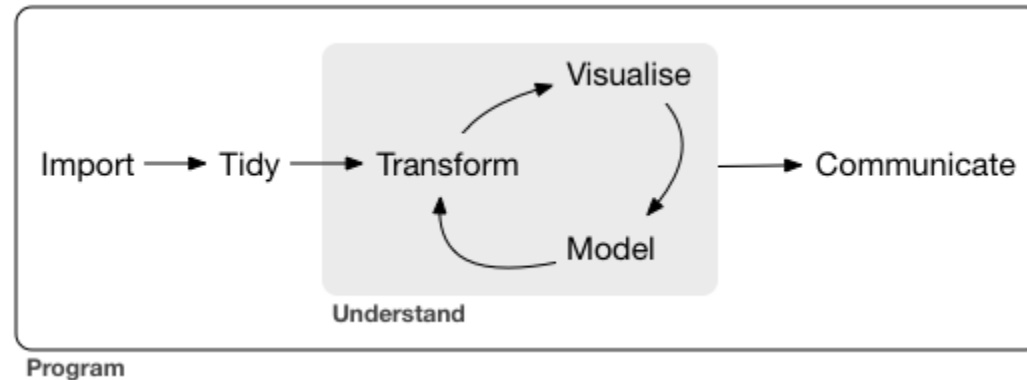 Visualise
Import
Tidy
Transform
Communicate
Model
Understand
Program